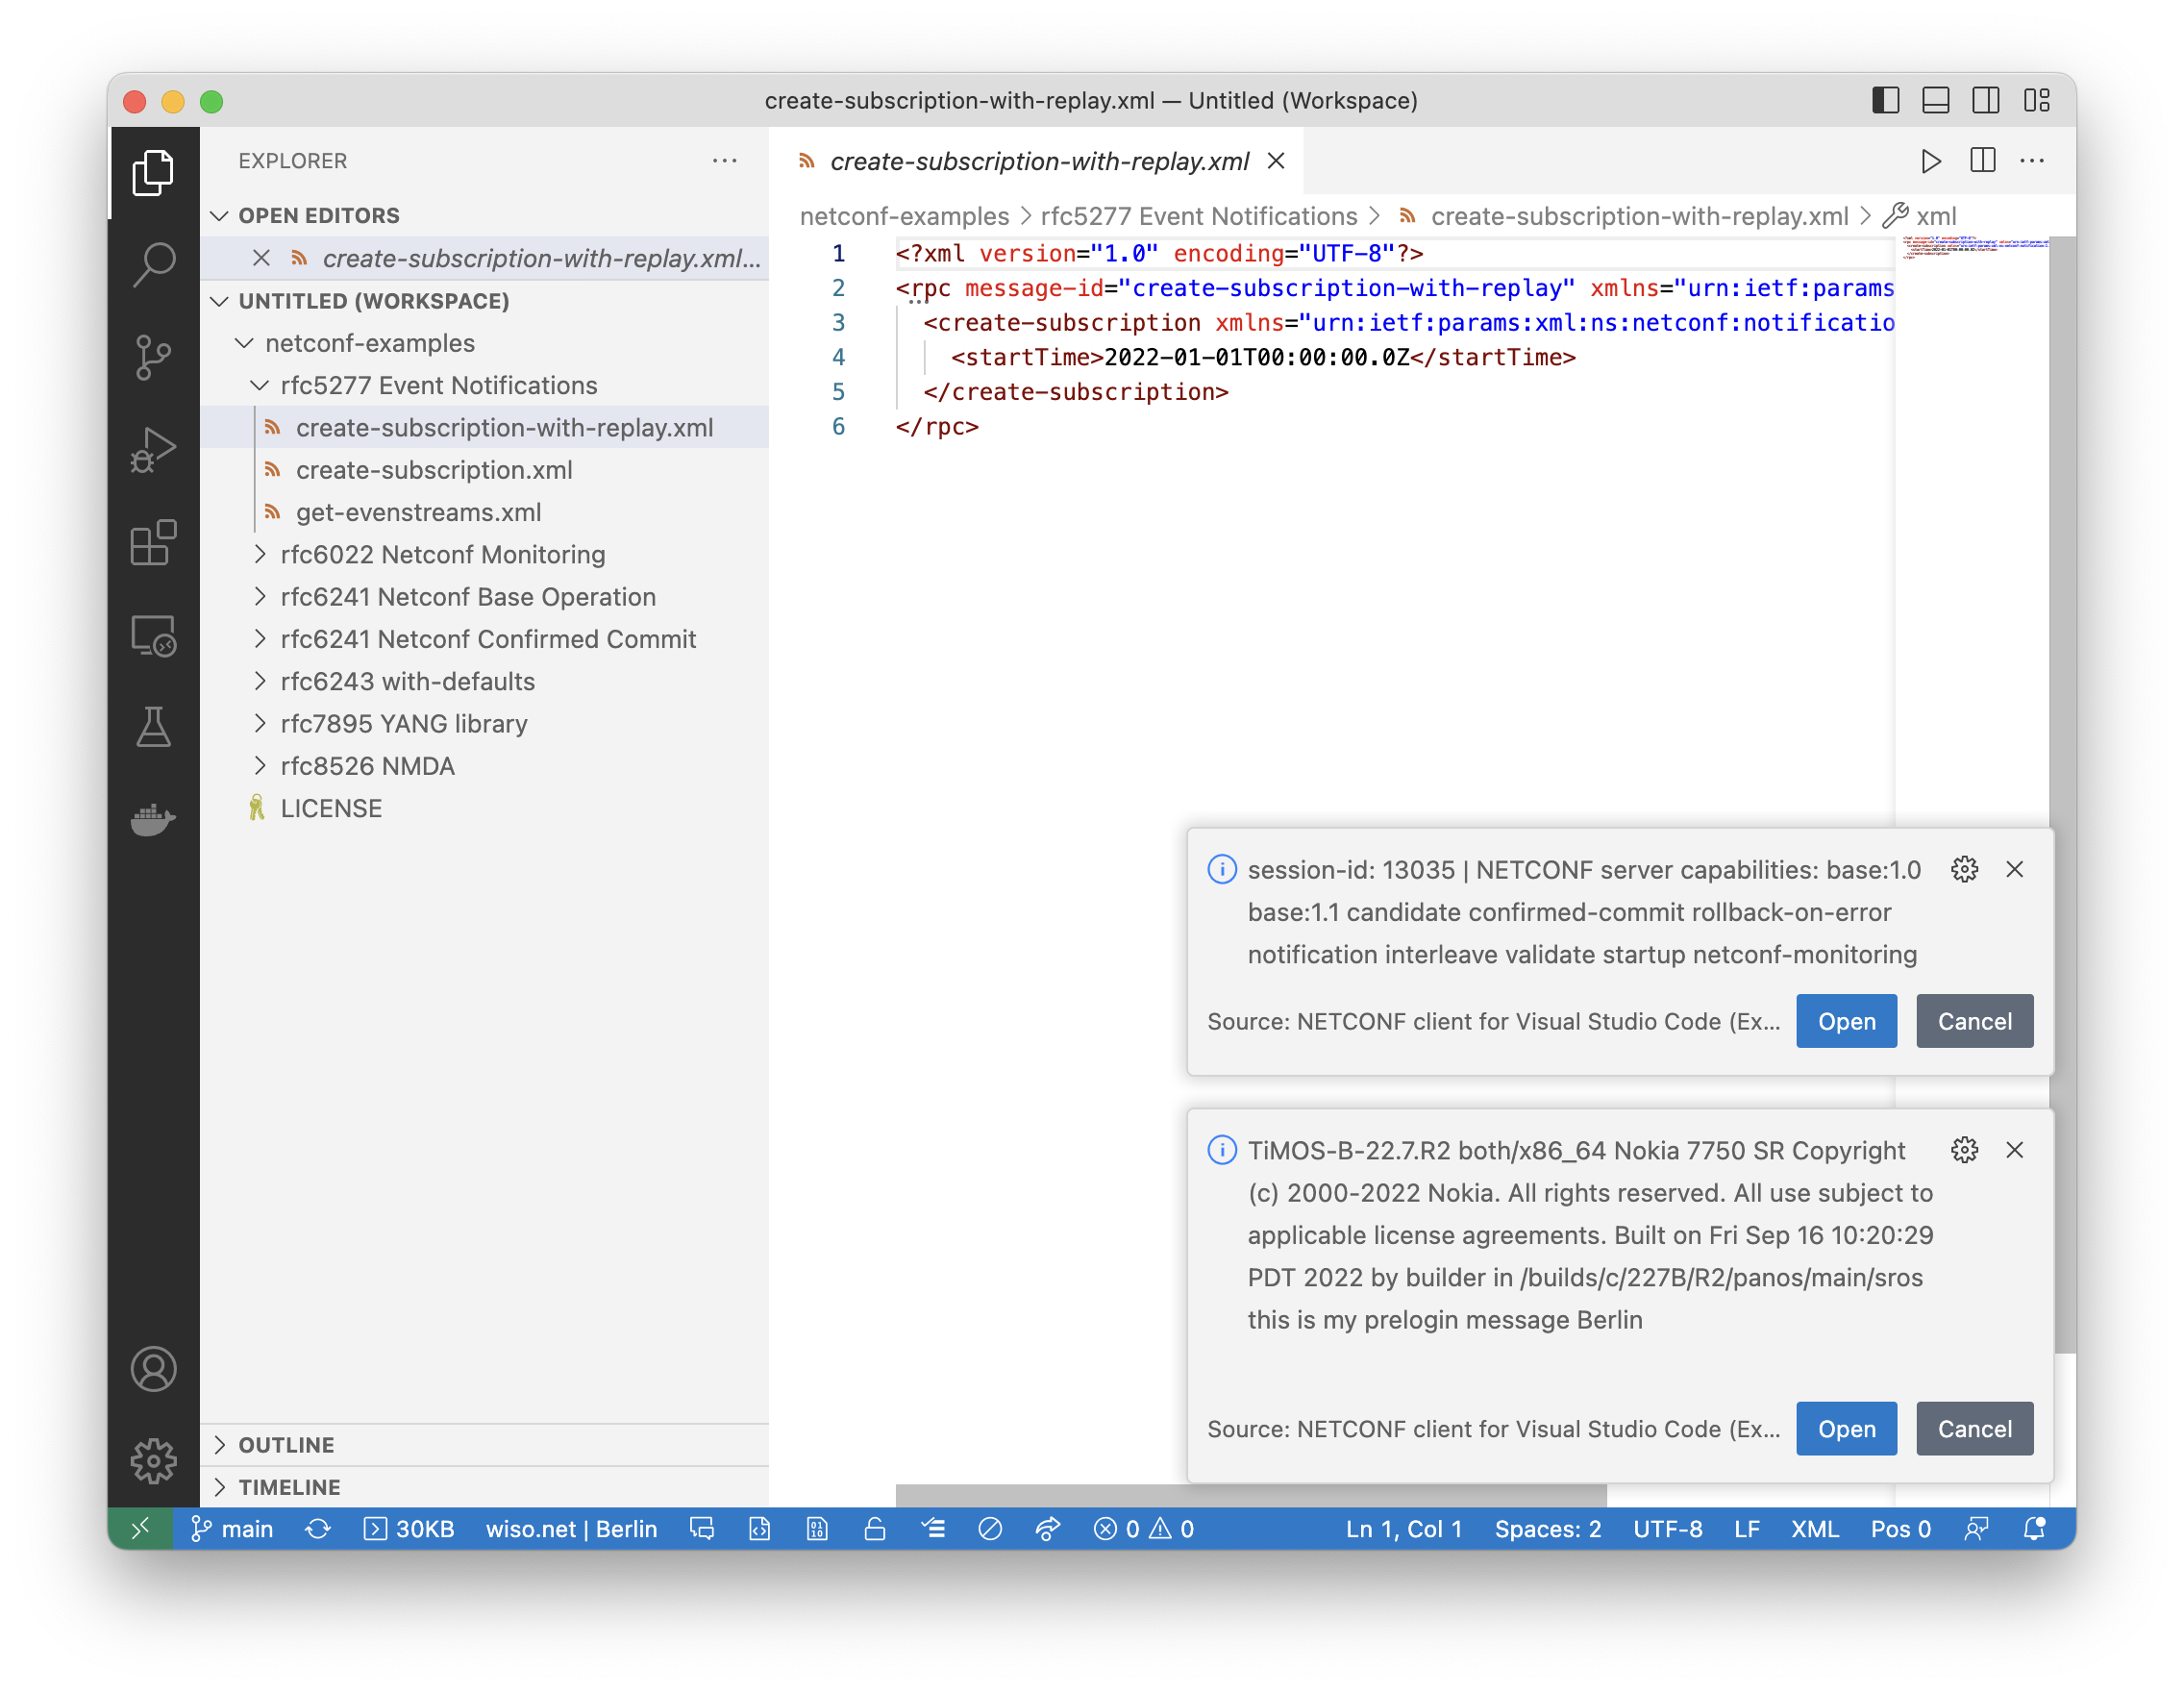 create-subscription-with-replay.xml — Untitled (Workspace)
EXPLORER
OPEN EDITORS
create-subscription-with-replay.xml...
UNTITLED (WORKSPACE)
netconf-examples
rfc5277 Event Notifications
create-subscription-with-replay.xml
create-subscription.xml
get-evenstreams.xml
rfc6022 Netconf Monitoring
rfc6241 Netconf Base Operation
rfc6241 Netconf Confirmed Commit
rfc6243 with-defaults
rfc7895 YANG library
rfc8526 NMDA
LICENSE
OUTLINE
TIMELINE
create-subscription-with-replay.xml
netconf-examples > rfc5277 Event Notifications > create-subscription-with-replay.xml > xml
1 <?xml version="1.0" encoding="UTF-8"?>
2 <rpc message-id="create-subscription-with-replay" xmlns="urn:ietf:params
3 <create-subscription xmlns="urn:ietf:params:xml:ns:netconf:notificatio
4 <startTime>2022-01-01T00:00:00.0Z</startTime>
5 </create-subscription>
6 </rpc>
session-id: 13035 | NETCONF server capabilities: base:1.0
base:1.1 candidate confirmed-commit rollback-on-error
notification interleave validate startup netconf-monitoring
Source: NETCONF client for Visual Studio Code (Ex... Open Cancel
TiMOS-B-22.7.R2 both/x86_64 Nokia 7750 SR Copyright
(c) 2000-2022 Nokia. All rights reserved. All use subject to
applicable license agreements. Built on Fri Sep 16 10:20:29
PDT 2022 by builder in /builds/c/227B/R2/panos/main/sros
this is my prelogin message Berlin
Source: NETCONF client for Visual Studio Code (Ex... Open Cancel
main 30KB wiso.net | Berlin 0 0 Ln 1, Col 1 Spaces: 2 UTF-8 LF XML Pos 0